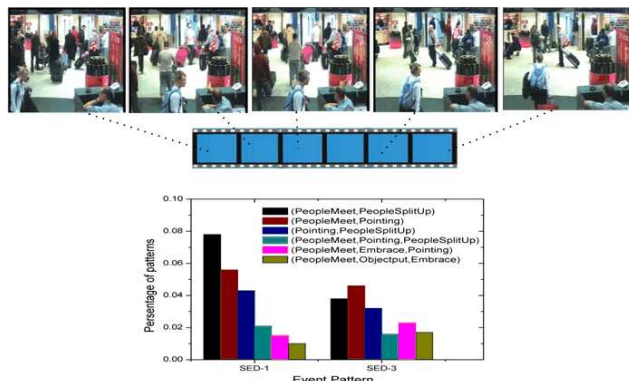 0.10
(PeopleMeet,PeopleSplitUp)
(PeopleMeet,Pointing)
0.08
(Pointing,PeopleSplitUp)
(PeopleMeet,Pointing,PeopleSplitUp)
(PeopleMeet,Embrace,Pointing)
0.06
(PeopleMeet,Objectput,Embrace)
Persentage of patterns
0.04
0.02
0.00
SED-1
SED-3
Event Pattern